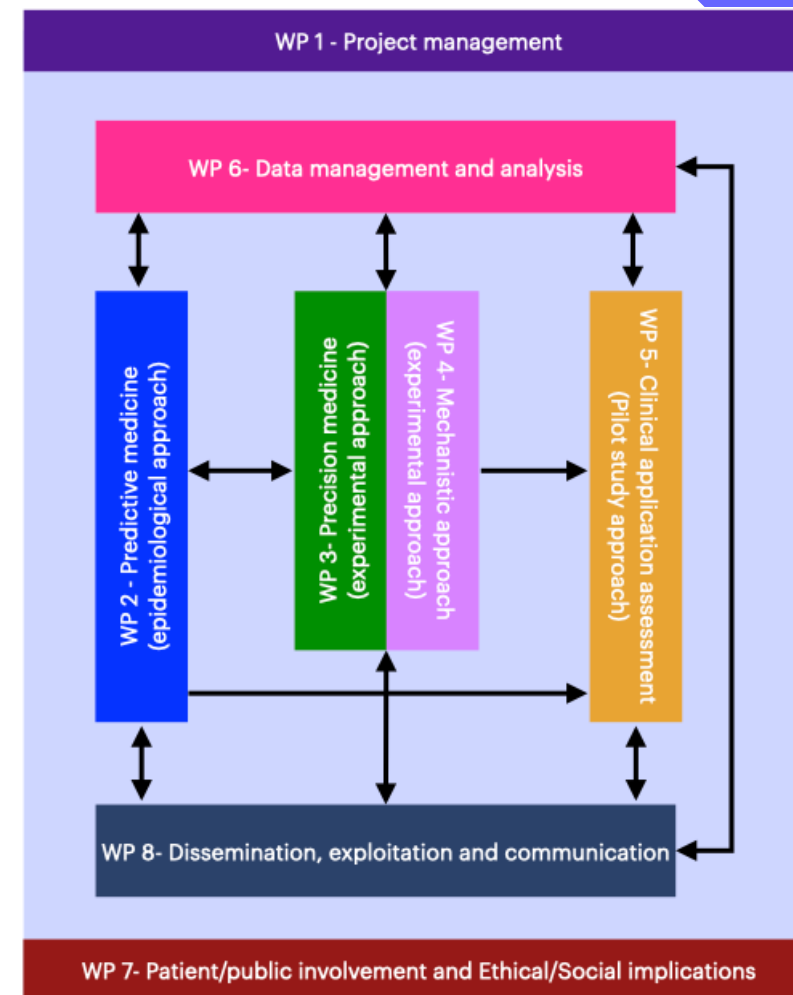 WP 1 - Project management
WP 6- Data management and analysis
WP 2 - Predictive medicine
(epidemiological approach)
WP 3- Precision medicine
(experimental approach)
WP 4- Mechanistic approach
(experimental approach)
WP 5- Clinical application assessment
(Pilot study approach)
WP 8- Dissemination, exploitation and communication
WP 7- Patient/public involvement and Ethical/Social implications